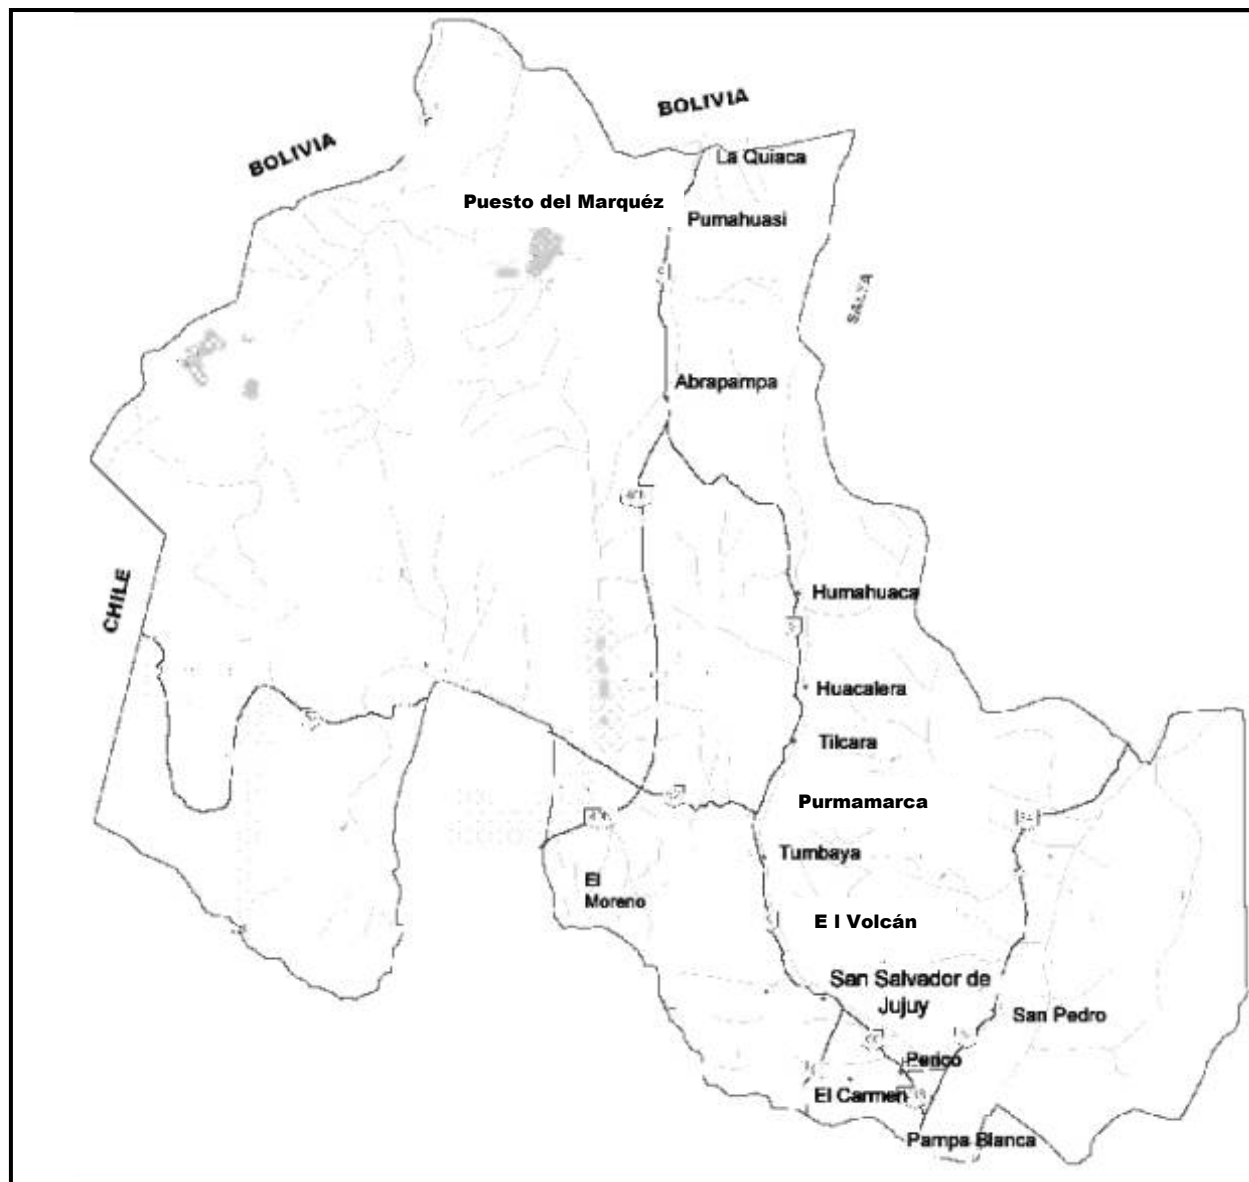 BOLIVIA
BOLIVIA
La Quiaca
Puesto del Marquéz
Pumahuasi
SALTA
Abrapampa
CHILE
Humahuaca
Huacalera
Tilcara
Purmamarca
Tumbaya
El
Moreno
E l Volcán
San Salvador de
Jujuy
San Pedro
Perico
El Carmen
Pampa Blanca